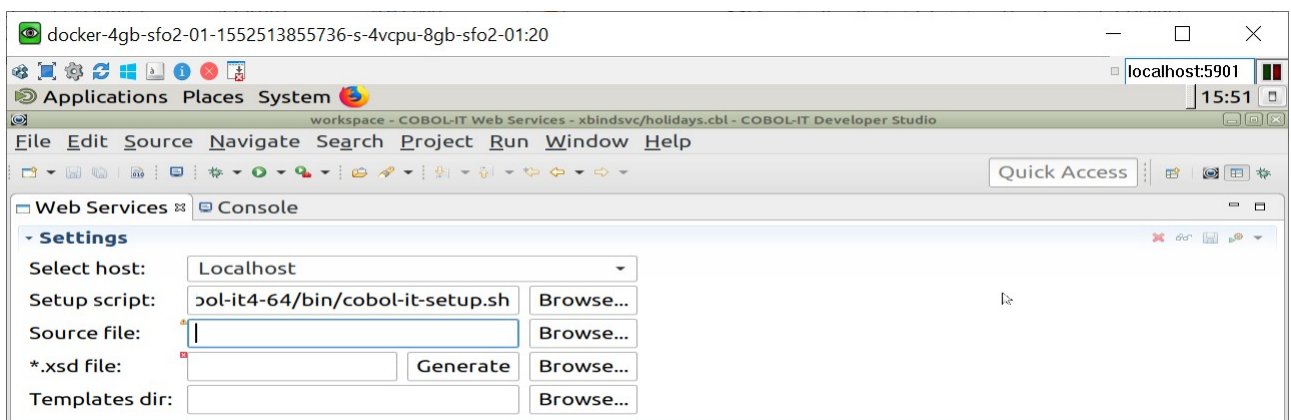 docker-4gb-sfo2-01-1552513855736-s-4vcpu-8gb-sfo2-01:20
localhost:5901
Applications Places System 15:51
workspace - COBOL-IT Web Services - xbindsvc/holidays.cbl - COBOL-IT Developer Studio
File Edit Source Navigate Search Project Run Window Help
Quick Access
Web Services Console
Settings
Select host: Localhost
Setup script: ol-it4-64/bin/cobol-it-setup.sh Browse...
Source file: Browse...
*.xsd file: Generate Browse...
Templates dir: Browse...